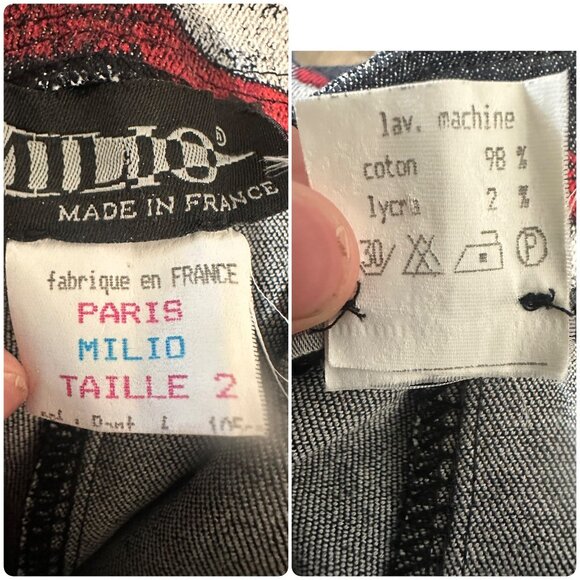 MILIO®
MADE IN FRANCE
fabrique en FRANCE
PARIS
MILIO
TAILLE 2
lav. machine
coton 98 %
lycra 2 %
30 P